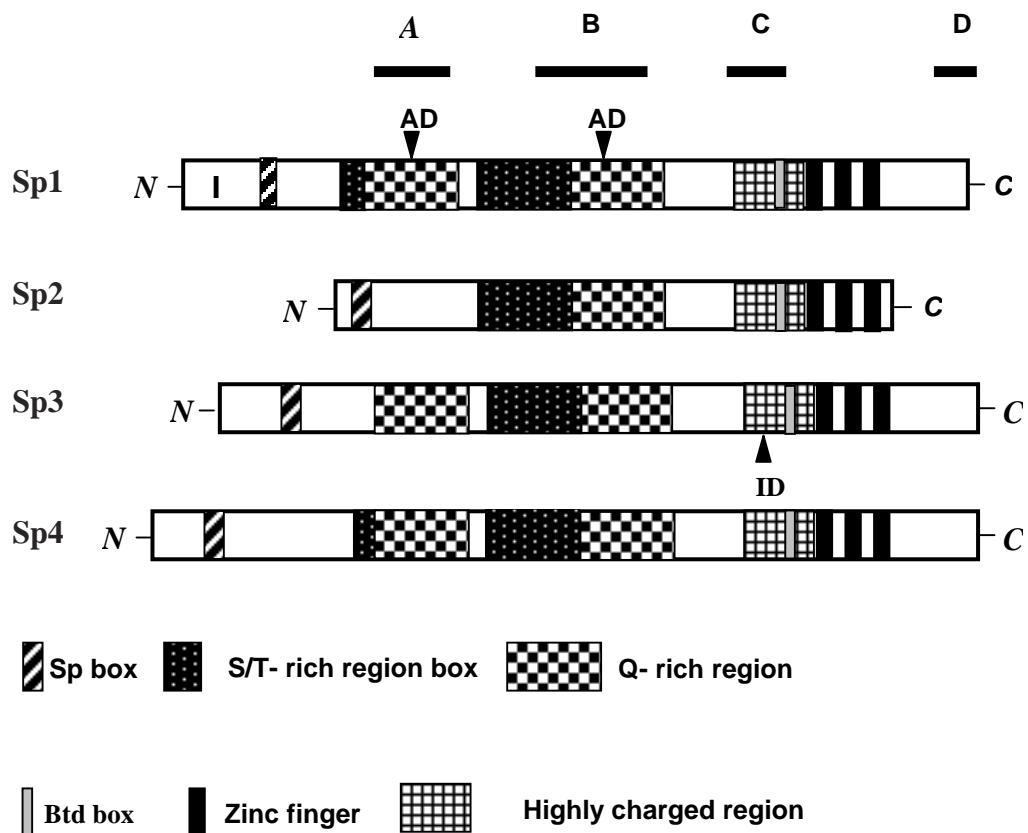 A B C D
AD AD
Sp1 N I C
Sp2 N C
Sp3 N C
ID
Sp4 N C
Sp box S/T- rich region box Q- rich region
Btd box Zinc finger Highly charged region